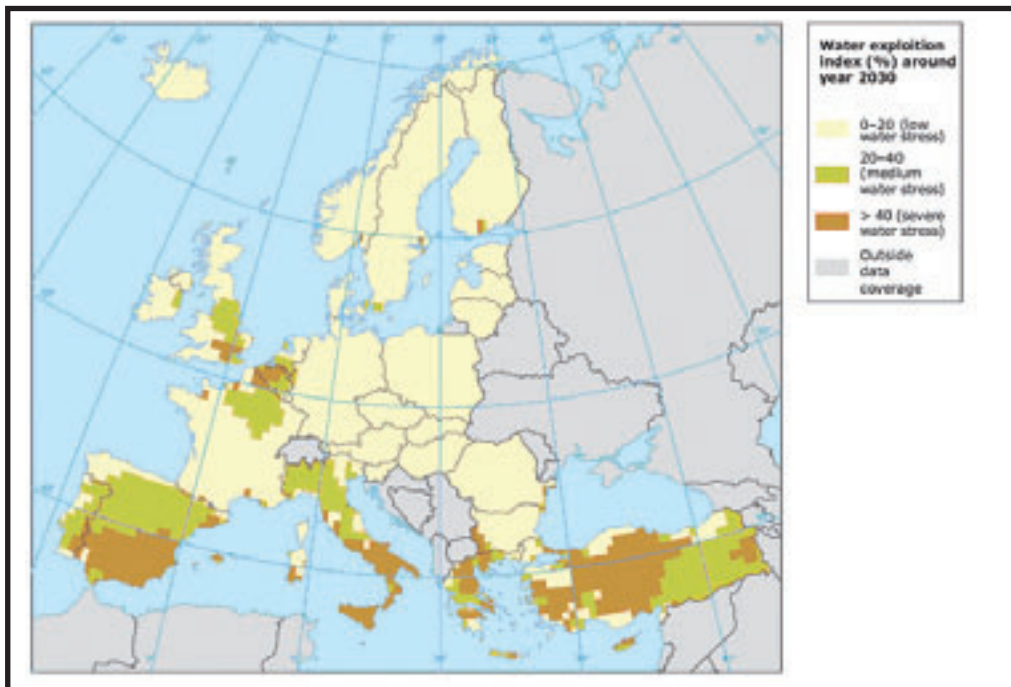 Water exploition
index (%) around
year 2030
0–20 (low
water stress)
20–40
(medium
water stress)
> 40 (severe
water stress)
Outside
data
coverage